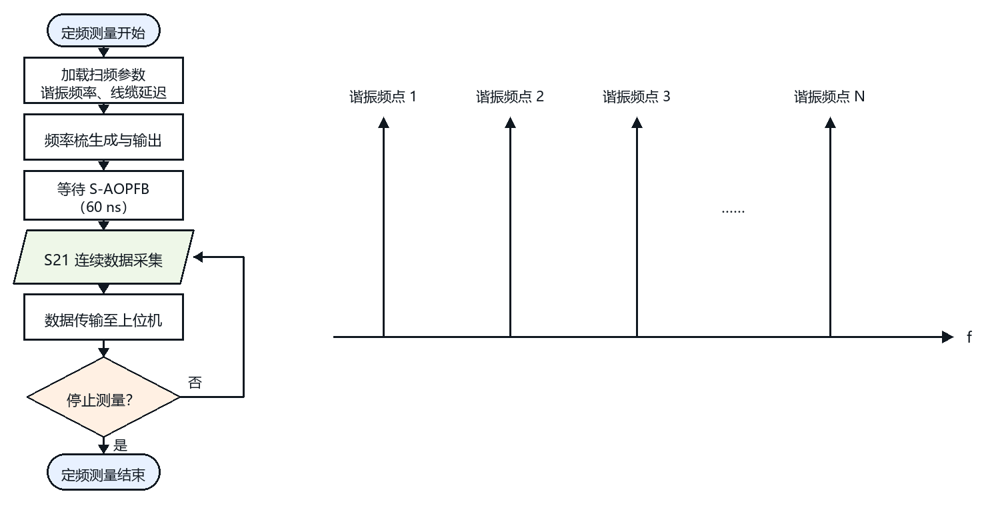 定频测量开始
加载扫频参数
谐振频率、线缆延迟
频率梳生成与输出
等待 S-AOPFB
（60 ns）
S21 连续数据采集
数据传输至上位机
停止测量？
否
是
定频测量结束
谐振频点 1
谐振频点 2
谐振频点 3
谐振频点 N
……
f